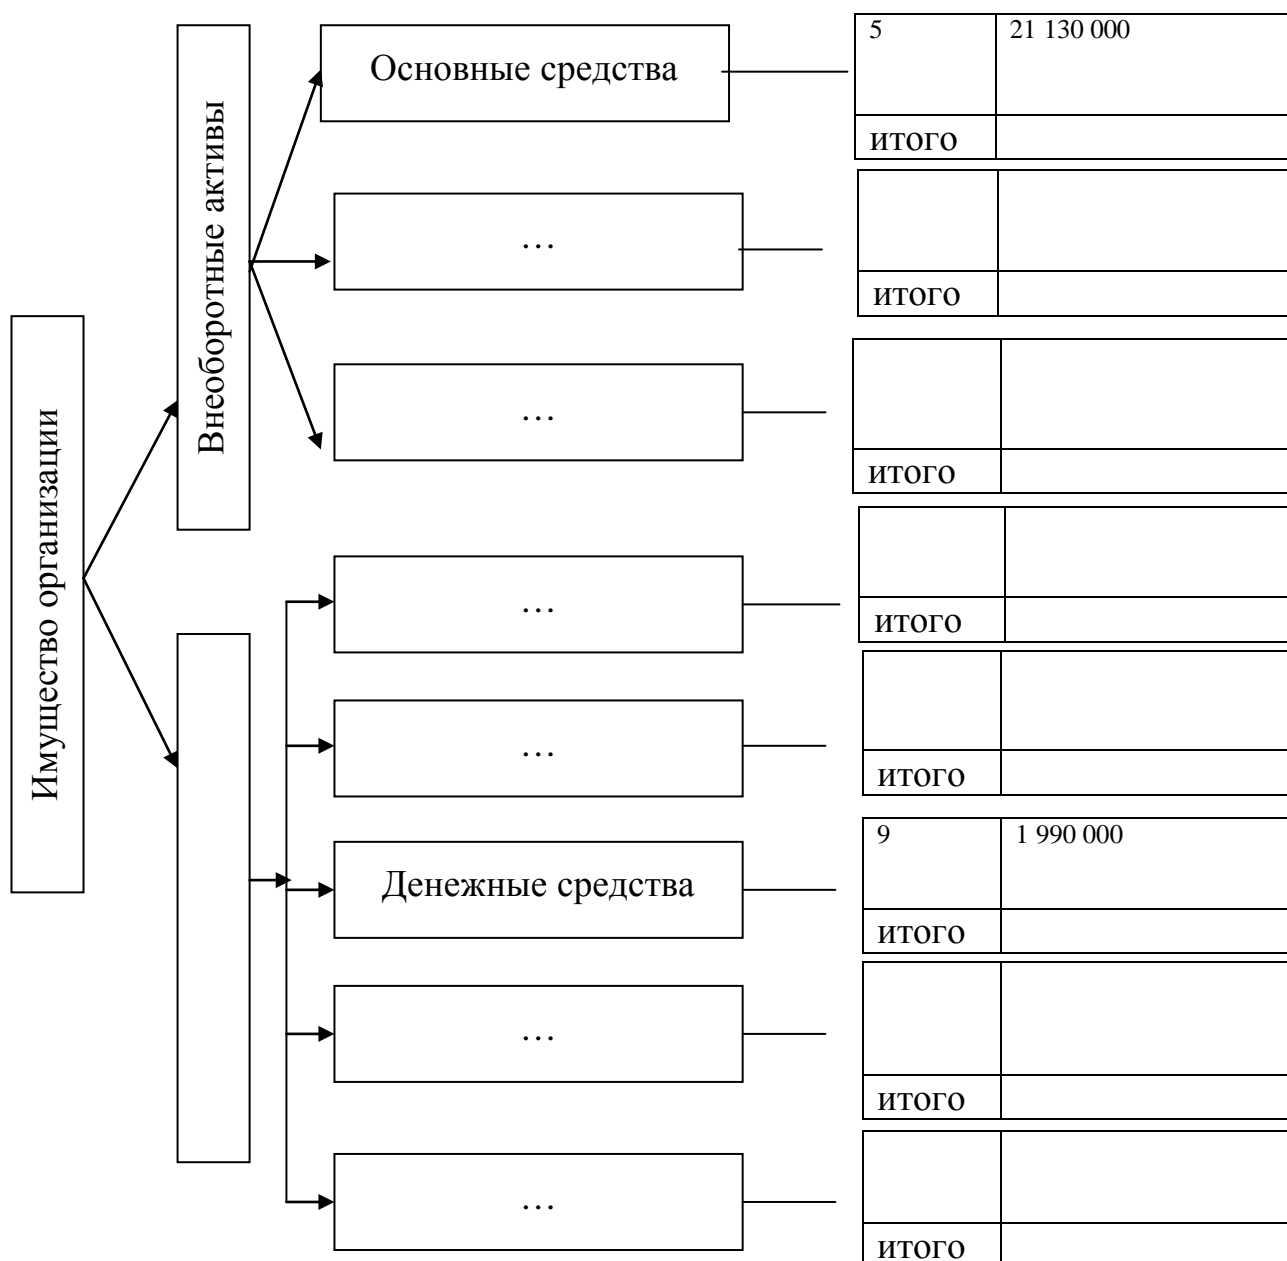 Имущество организации
Внеоборотные активы
Основные средства
5 21 130 000
итого
…
итого
…
итого
…
итого
…
итого
Денежные средства
9 1 990 000
итого
…
итого
…
итого